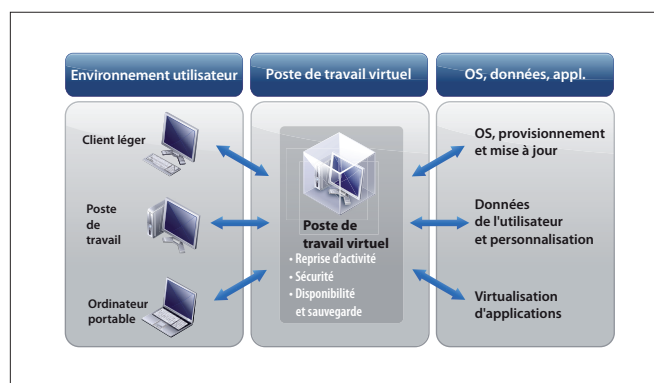 Environnement utilisateur
Poste de travail virtuel
OS, données, appl.
Client léger
Poste
de
travail
Ordinateur
portable
Poste de
travail virtuel
• Reprise d'activité
• Sécurité
• Disponibilité
et sauvegarde
OS, provisionnement
et mise à jour
Données
de l'utilisateur
et personnalisation
Virtualisation
d'applications